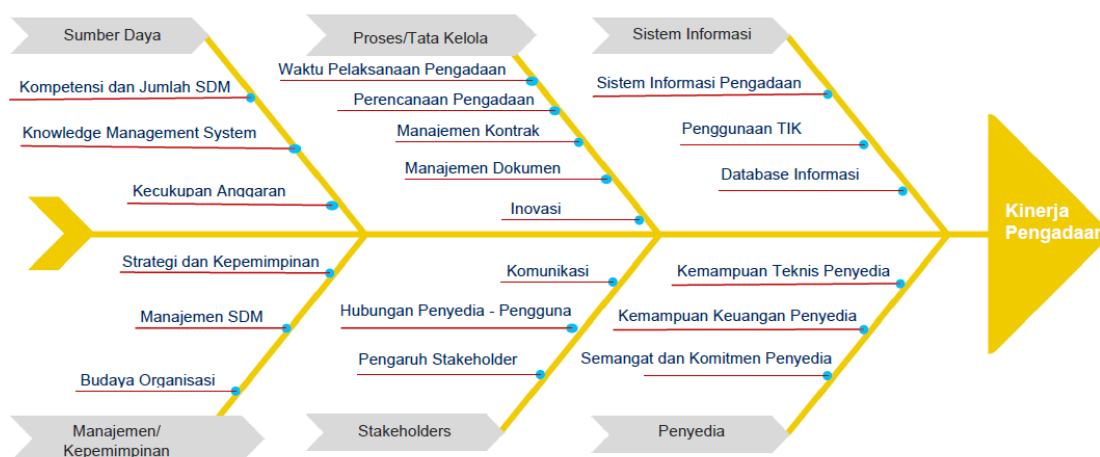 Sumber Daya
Kompetensi dan Jumlah SDM
Knowledge Management System
Kecukupan Anggaran
Proses/Tata Kelola
Waktu Pelaksanaan Pengadaan
Perencanaan Pengadaan
Manajemen Kontrak
Manajemen Dokumen
Inovasi
Sistem Informasi
Sistem Informasi Pengadaan
Penggunaan TIK
Database Informasi
Kinerja
Pengadaan
Strategi dan Kepemimpinan
Manajemen SDM
Budaya Organisasi
Manajemen/
Kepemimpinan
Komunikasi
Hubungan Penyedia - Pengguna
Pengaruh Stakeholder
Stakeholders
Kemampuan Teknis Penyedia
Kemampuan Keuangan Penyedia
Semangat dan Komitmen Penyedia
Penyedia